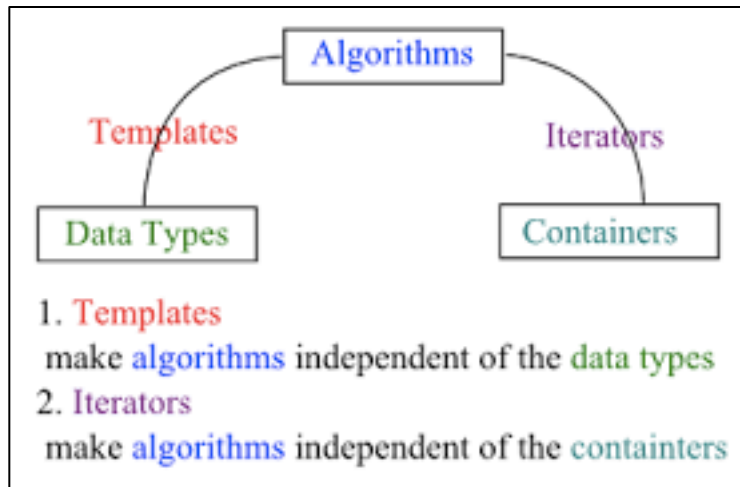 Algorithms
Templates
Iterators
Data Types
Containers
1. Templates
make algorithms independent of the data types
2. Iterators
make algorithms independent of the containters